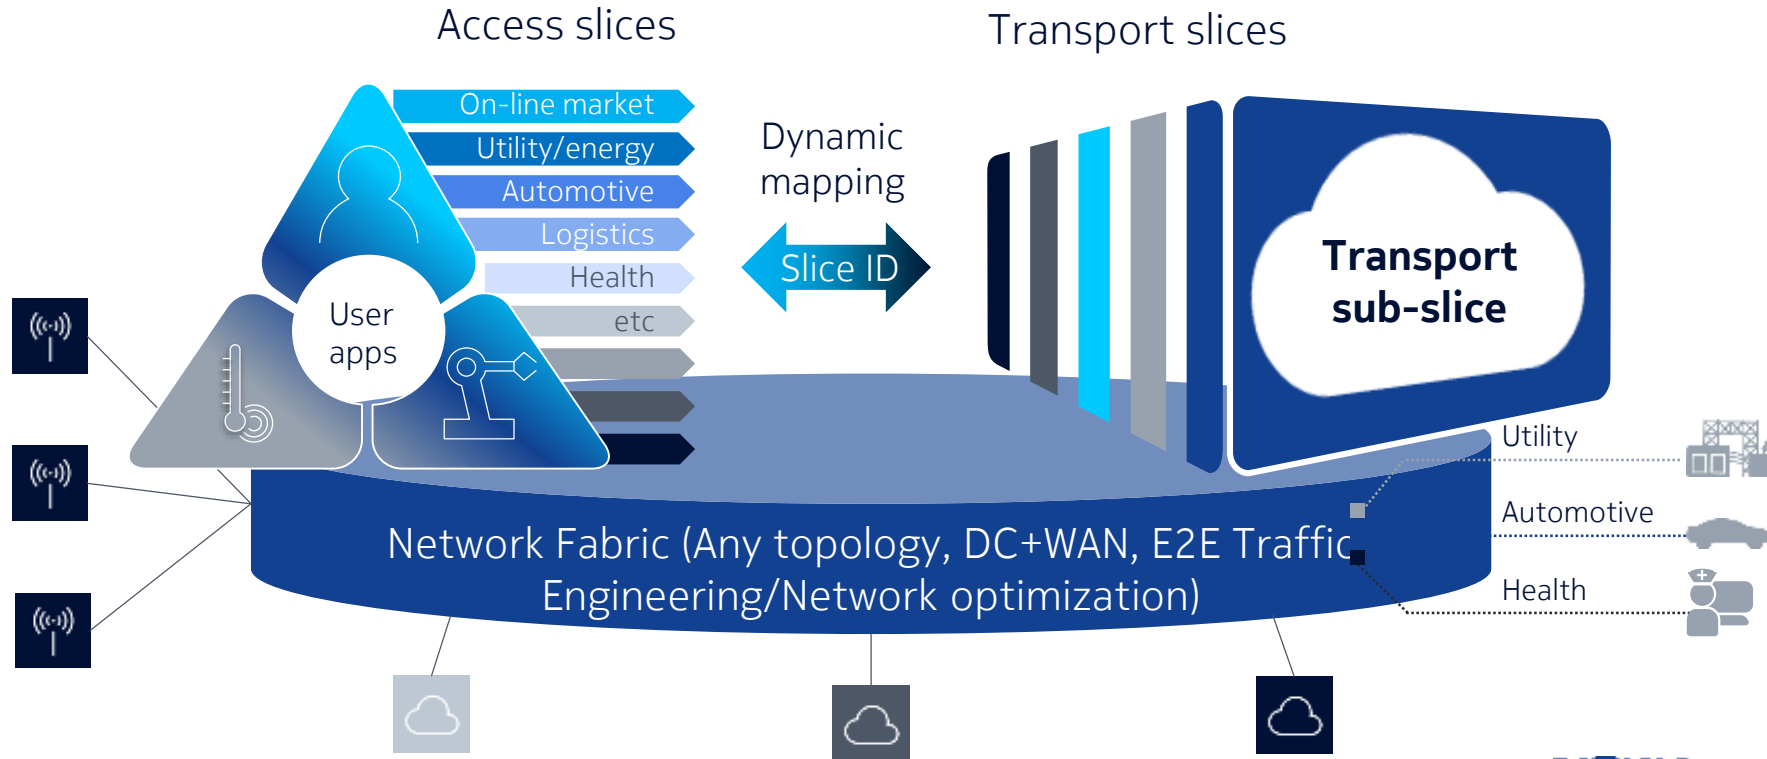 Access slices
Transport slices
On-line market
Utility/energy
Automotive
Logistics
Health
etc
User
apps
Dynamic
mapping
Slice ID
Transport
sub-slice
Utility
Automotive
Health
Network Fabric (Any topology, DC+WAN, E2E Traffic
Engineering/Network optimization)